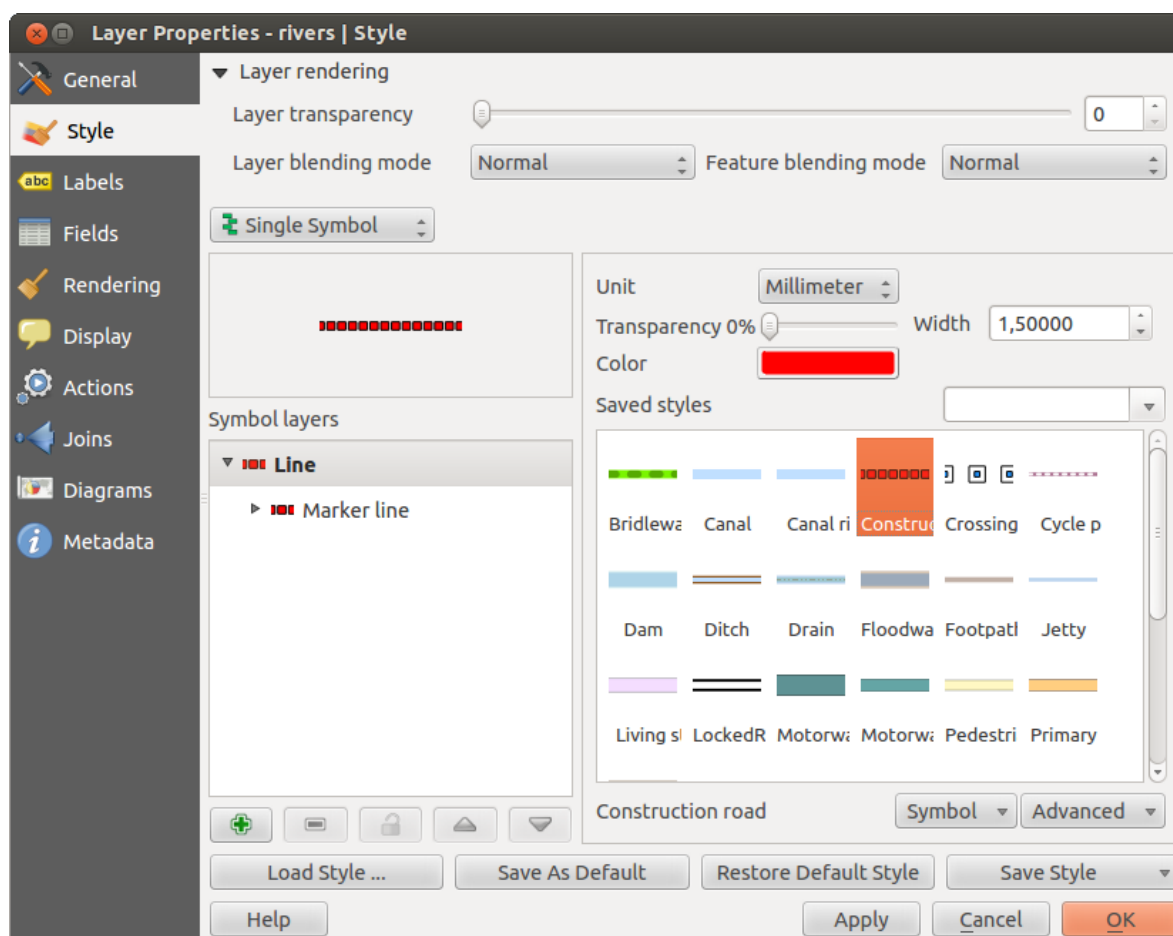 Layer Properties - rivers | Style
General
Style
abc Labels
Fields
Rendering
Display
Actions
Joins
Diagrams
Metadata
Layer rendering
Layer transparency 0
Layer blending mode Normal Feature blending mode Normal
Single Symbol
Unit Millimeter
Transparency 0% Width 1,50000
Color
Saved styles
Symbol layers
Line
Marker line
Bridlewa Canal Canal ri Construc Crossing Cycle p
Dam Ditch Drain Floodwa Footpatl Jetty
Living st LockedR Motorwa Motorwa Pedestri Primary
Construction road Symbol Advanced
Load Style ... Save As Default Restore Default Style Save Style
Help Apply Cancel OK